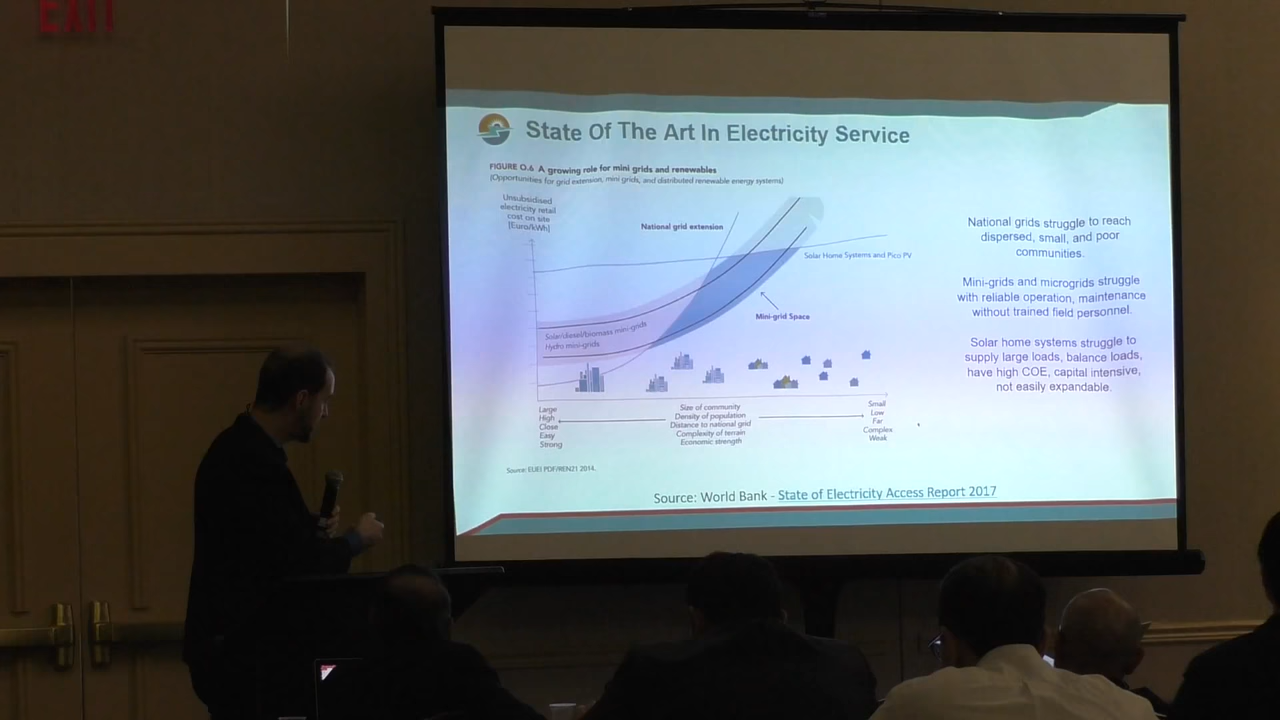 EXIT
State Of The Art In Electricity Service
FIGURE O.6 A growing role for mini grids and renewables
(Opportunities for grid extension, mini grids, and distributed renewable energy systems)
Unsubsidised
electricity retail
cost on site
(Euro/kWh)
National grid extension
Solar Home Systems and Pico PV
Mini-grid Space
Solar/diesel/biomass mini-grids
Hydro mini-grids
Large
High
Close
Easy
Strong
Size of community
Density of population
Distance to national grid
Complexity of terrain
Economic strength
Small
Low
Far
Complex
Weak
Source: EUEI PDF/REN21 2014.
National grids struggle to reach
dispersed, small, and poor
communities.
Mini-grids and microgrids struggle
with reliable operation, maintenance
without trained field personnel.
Solar home systems struggle to
supply large loads, balance loads,
have high COE, capital intensive,
not easily expandable.
Source: World Bank - State of Electricity Access Report 2017